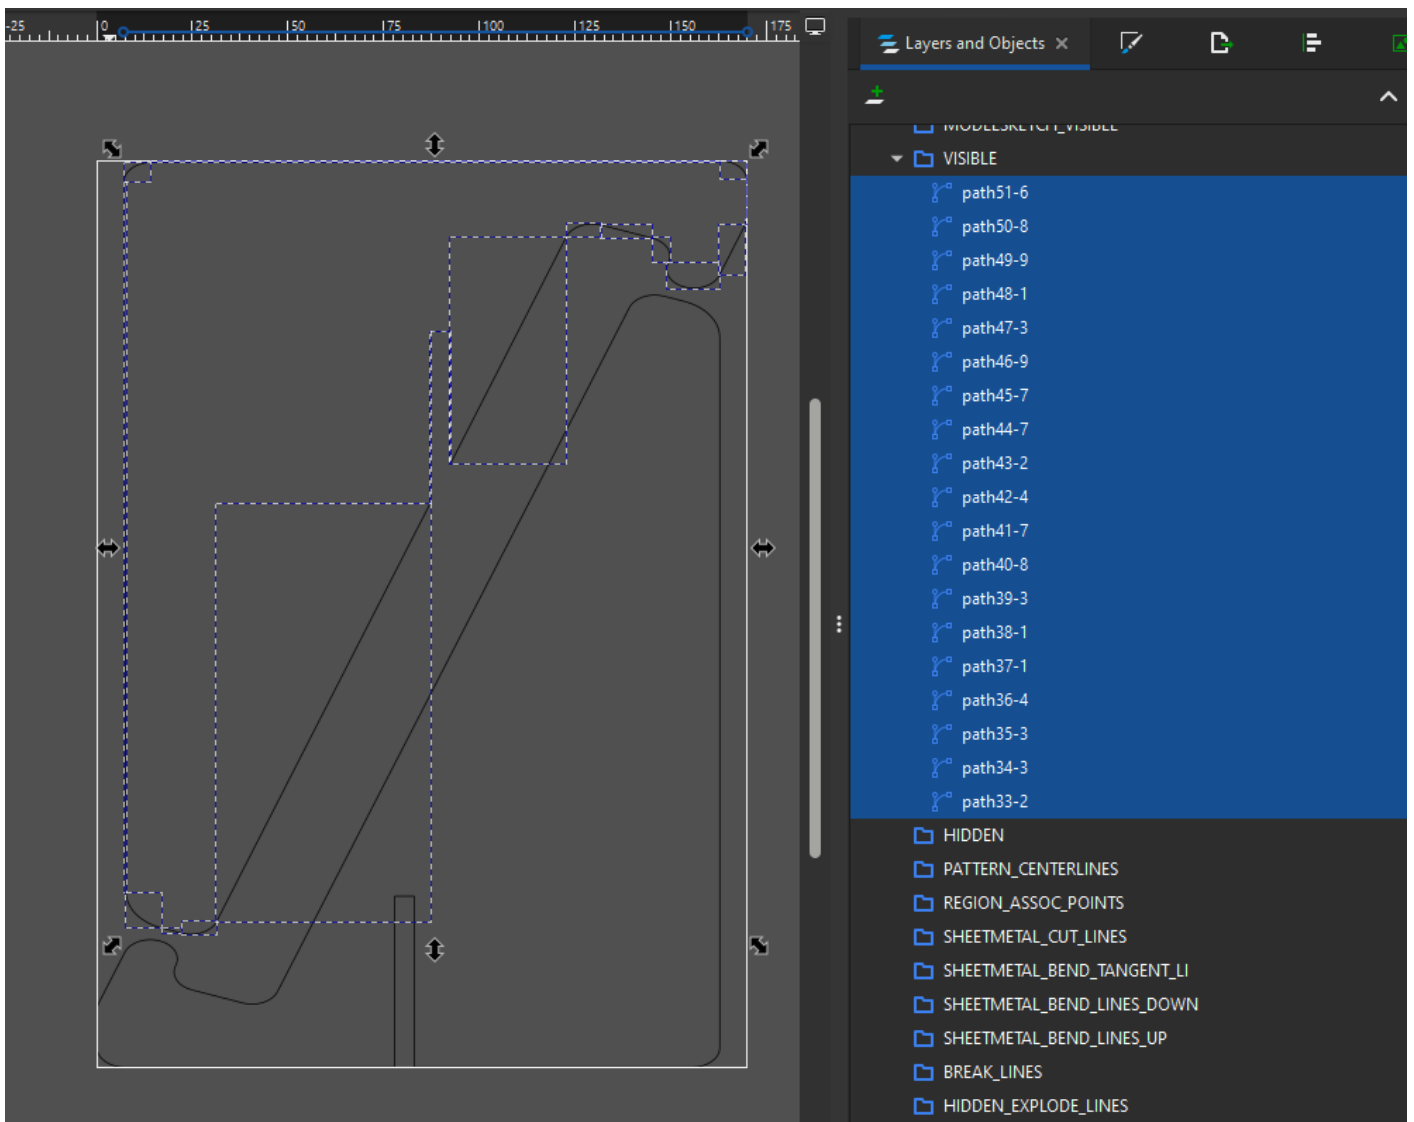 -25 0 25 50 75 100 125 150 175
Layers and Objects
MODELSKETCH_VISIBLE
VISIBLE
path51-6
path50-8
path49-9
path48-1
path47-3
path46-9
path45-7
path44-7
path43-2
path42-4
path41-7
path40-8
path39-3
path38-1
path37-1
path36-4
path35-3
path34-3
path33-2
HIDDEN
PATTERN_CENTERLINES
REGION_ASSOC_POINTS
SHEETMETAL_CUT_LINES
SHEETMETAL_BEND_TANGENT_LI
SHEETMETAL_BEND_LINES_DOWN
SHEETMETAL_BEND_LINES_UP
BREAK_LINES
HIDDEN_EXPLODE_LINES